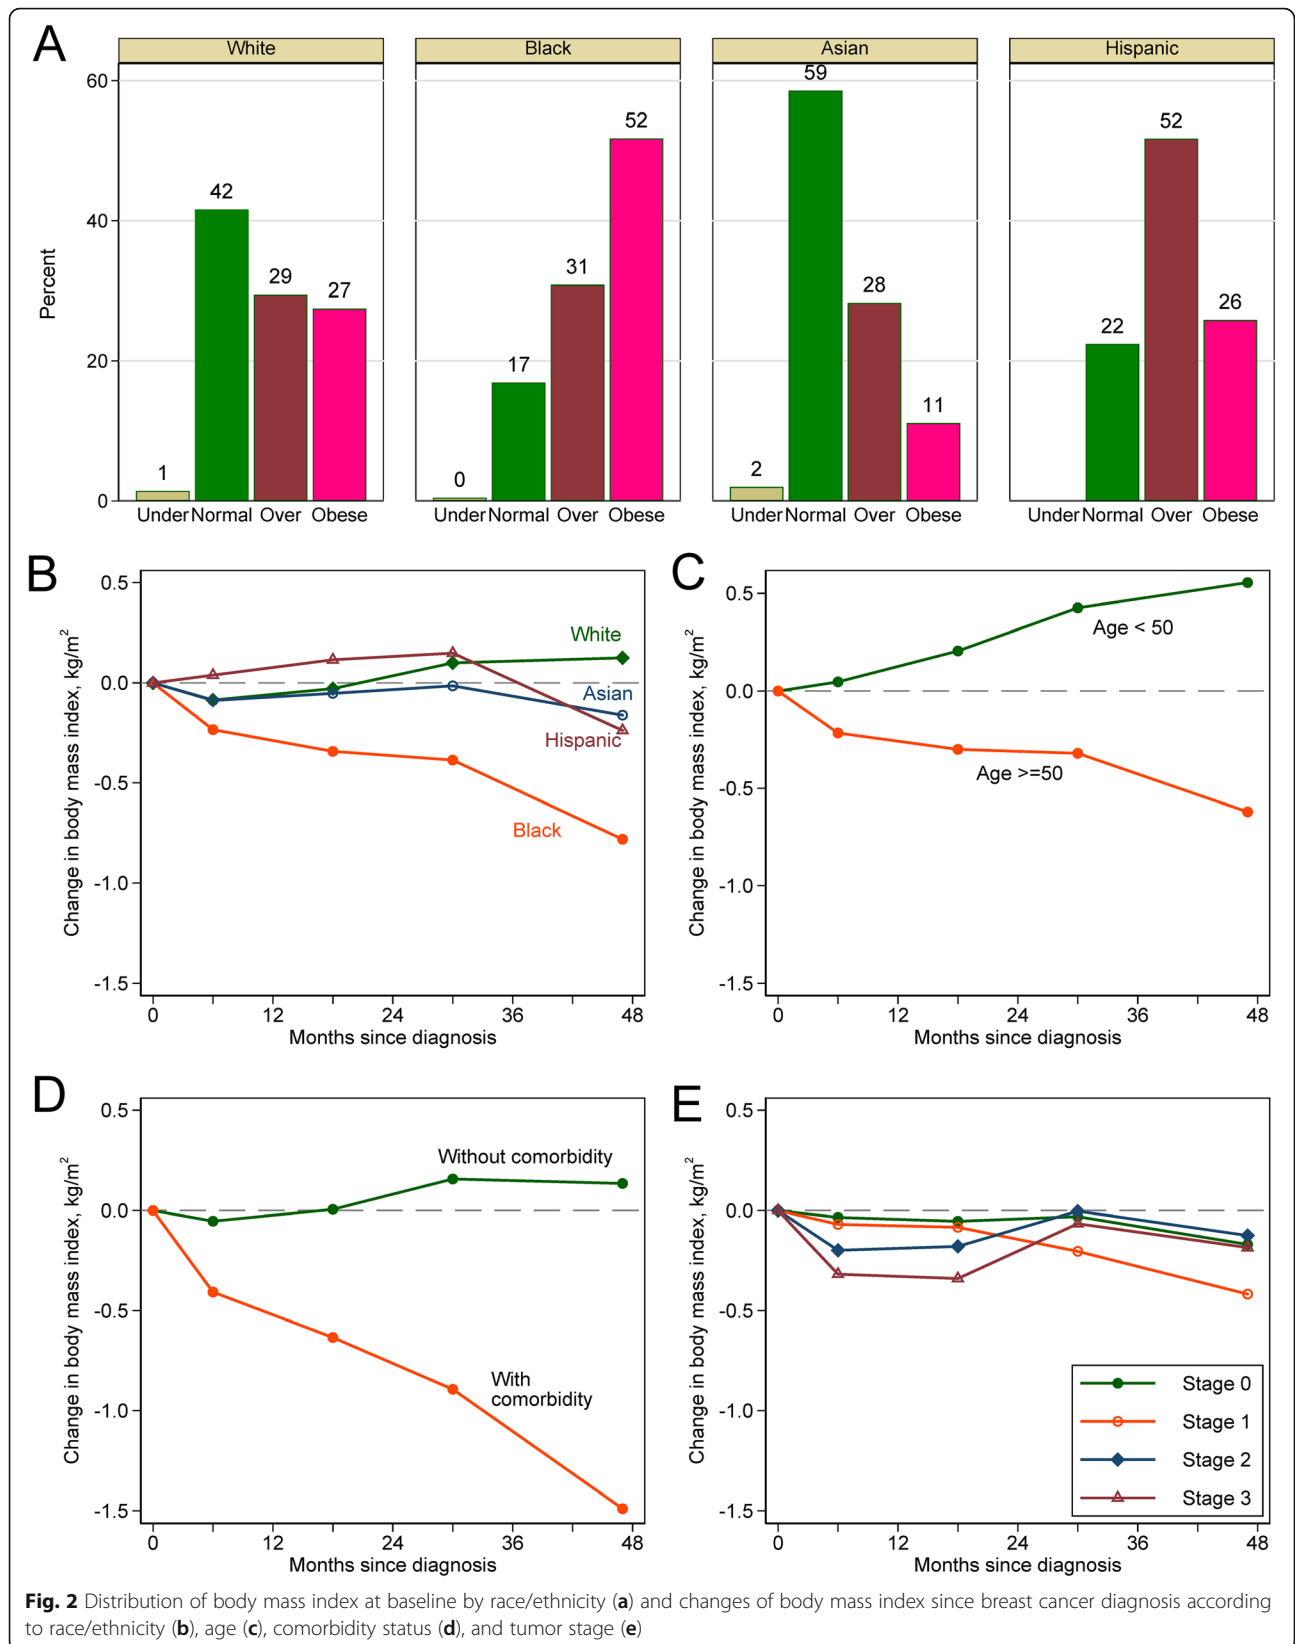 A
White
Black
Asian
Hispanic
Percent
60
40
20
0
1
42
29
27
0
17
31
52
2
59
28
11
22
52
26
Under Normal Over Obese
Under Normal Over Obese
Under Normal Over Obese
Under Normal Over Obese
B
Change in body mass index, kg/m²
0.5
0.0
-0.5
-1.0
-1.5
White
Asian
Hispanic
Black
0 12 24 36 48
Months since diagnosis
C
Change in body mass index, kg/m²
0.5
0.0
-0.5
-1.0
-1.5
Age < 50
Age >=50
0 12 24 36 48
Months since diagnosis
D
Change in body mass index, kg/m²
0.5
0.0
-0.5
-1.0
-1.5
Without comorbidity
With
comorbidity
0 12 24 36 48
Months since diagnosis
E
Change in body mass index, kg/m²
0.5
0.0
-0.5
-1.0
-1.5
Stage 0
Stage 1
Stage 2
Stage 3
0 12 24 36 48
Months since diagnosis
Fig. 2 Distribution of body mass index at baseline by race/ethnicity (a) and changes of body mass index since breast cancer diagnosis according
to race/ethnicity (b), age (c), comorbidity status (d), and tumor stage (e)